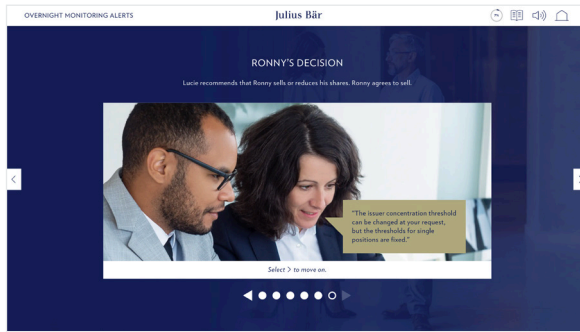 OVERNIGHT MONITORING ALERTS
Julius Bär
RONNY'S DECISION
Lucie recommends that Ronny sells or reduces his shares. Ronny agrees to sell.
"The issuer concentration threshold
can be changed at your request,
but the thresholds for single
positions are fixed."
Select > to move on.